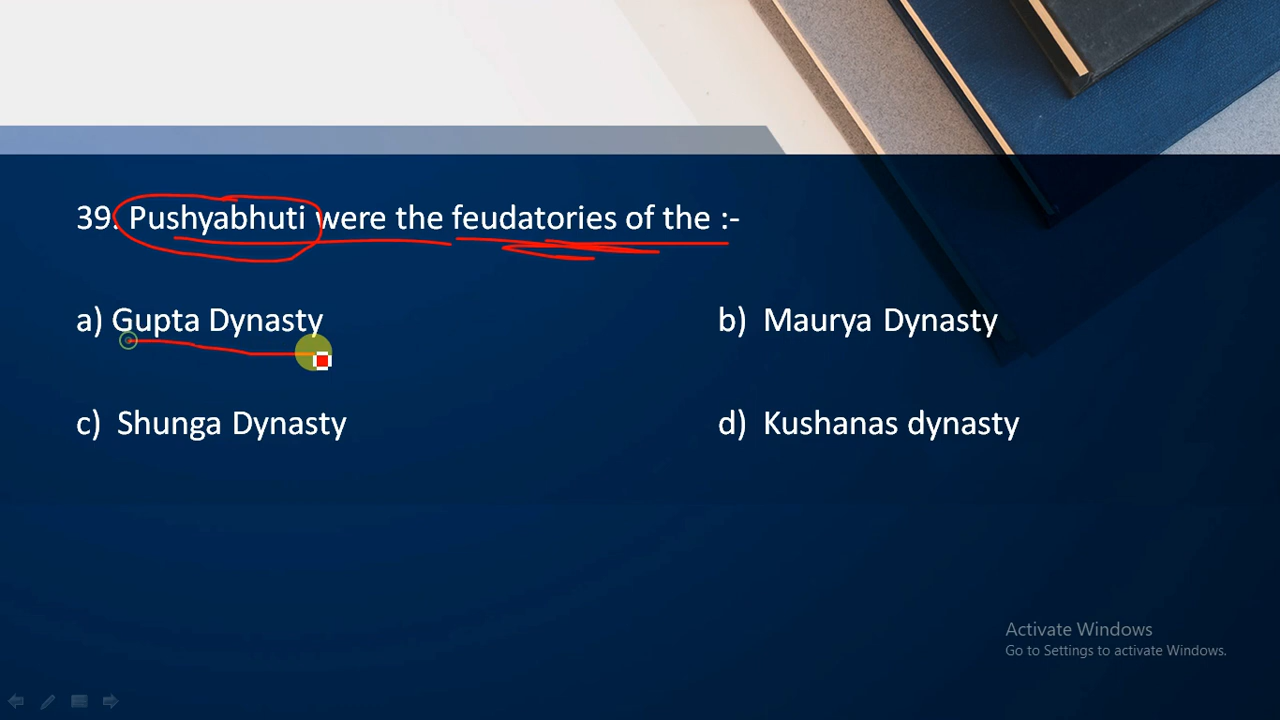 39. Pushyabhuti were the feudatories of the :-
a) Gupta Dynasty
b) Maurya Dynasty
c) Shunga Dynasty
d) Kushanas dynasty
Activate Windows
Go to Settings to activate Windows.